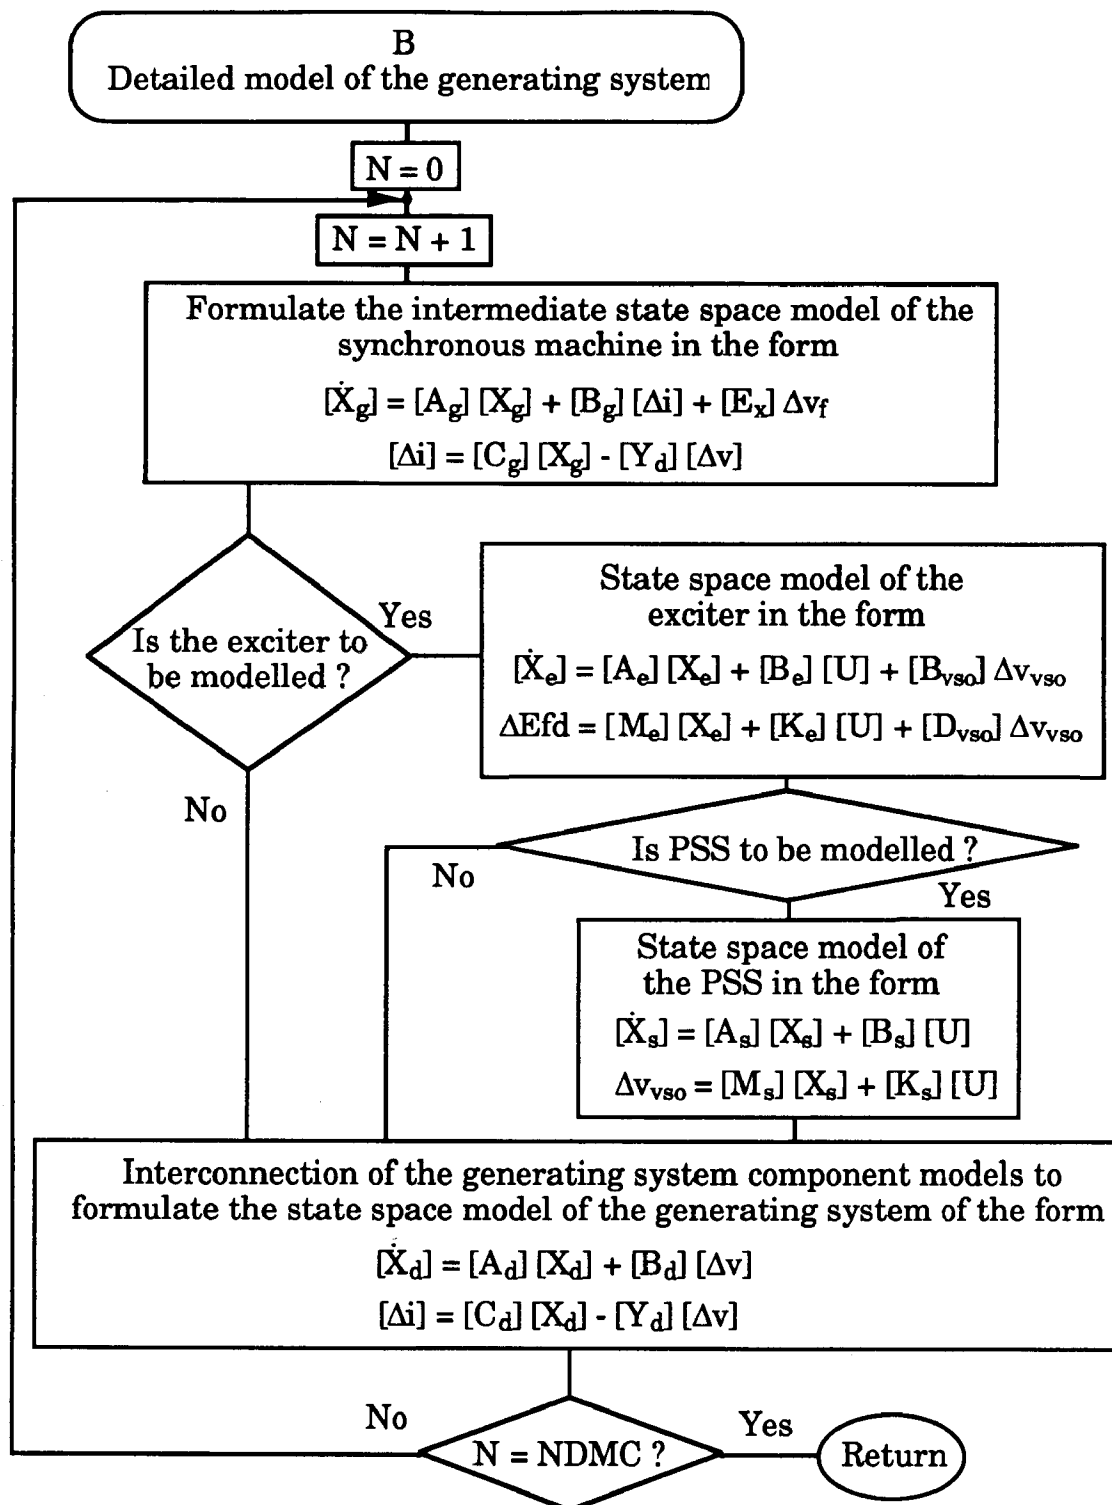 B
Detailed model of the generating system
N = 0
N = N + 1
Formulate the intermediate state space model of the
synchronous machine in the form
[Ẋg] = [Ag] [Xg] + [Bg] [Δi] + [Ex] Δvf
[Δi] = [Cg] [Xg] - [Yd] [Δv]
Is the exciter to
be modelled ?
Yes
No
State space model of the
exciter in the form
[Ẋe] = [Ae] [Xe] + [Be] [U] + [Bvso] Δvvso
ΔEfd = [Me] [Xe] + [Ke] [U] + [Dvso] Δvvso
Is PSS to be modelled ?
No
Yes
State space model of
the PSS in the form
[Ẋs] = [As] [Xs] + [Bs] [U]
Δvvso = [Ms] [Xs] + [Ks] [U]
Interconnection of the generating system component models to
formulate the state space model of the generating system of the form
[Ẋd] = [Ad] [Xd] + [Bd] [Δv]
[Δi] = [Cd] [Xd] - [Yd] [Δv]
No
N = NDMC ?
Yes
Return